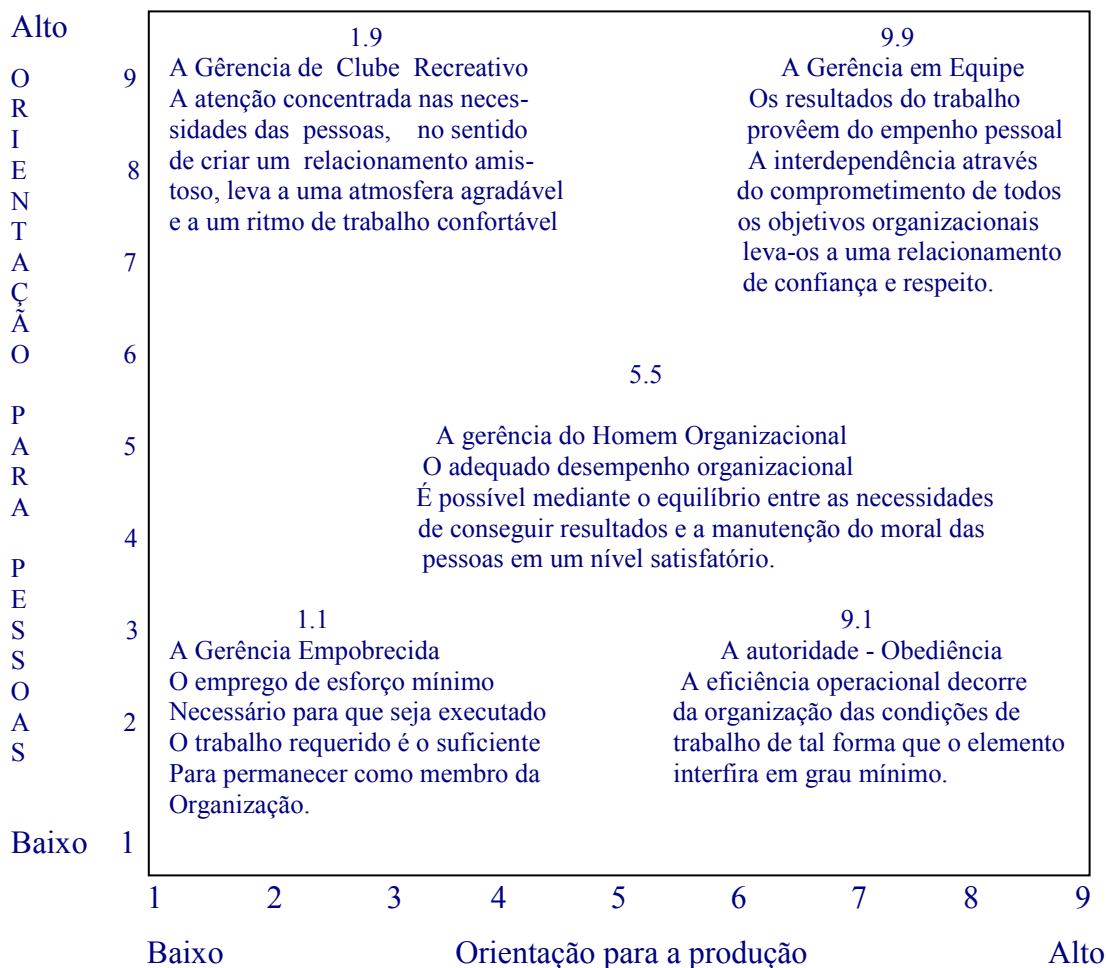 Alto
ORIENTAÇÃO PARA PESSOAS
9
8
7
6
5
4
3
2
Baixo 1
1.9
A Gêrencia de Clube Recreativo
A atenção concentrada nas neces-
sidades das pessoas, no sentido
de criar um relacionamento amis-
toso, leva a uma atmosfera agradável
e a um ritmo de trabalho confortável
9.9
A Gerência em Equipe
Os resultados do trabalho
provêem do empenho pessoal
A interdependência através
do comprometimento de todos
os objetivos organizacionais
leva-os a uma relacionamento
de confiança e respeito.
5.5
A gerência do Homem Organizacional
O adequado desempenho organizacional
É possível mediante o equilíbrio entre as necessidades
de conseguir resultados e a manutenção do moral das
pessoas em um nível satisfatório.
1.1
A Gerência Empobrecida
O emprego de esforço mínimo
Necessário para que seja executado
O trabalho requerido é o suficiente
Para permanecer como membro da
Organização.
9.1
A autoridade - Obediência
A eficiência operacional decorre
da organização das condições de
trabalho de tal forma que o elemento
interfira em grau mínimo.
1 2 3 4 5 6 7 8 9
Baixo Orientação para a produção Alto